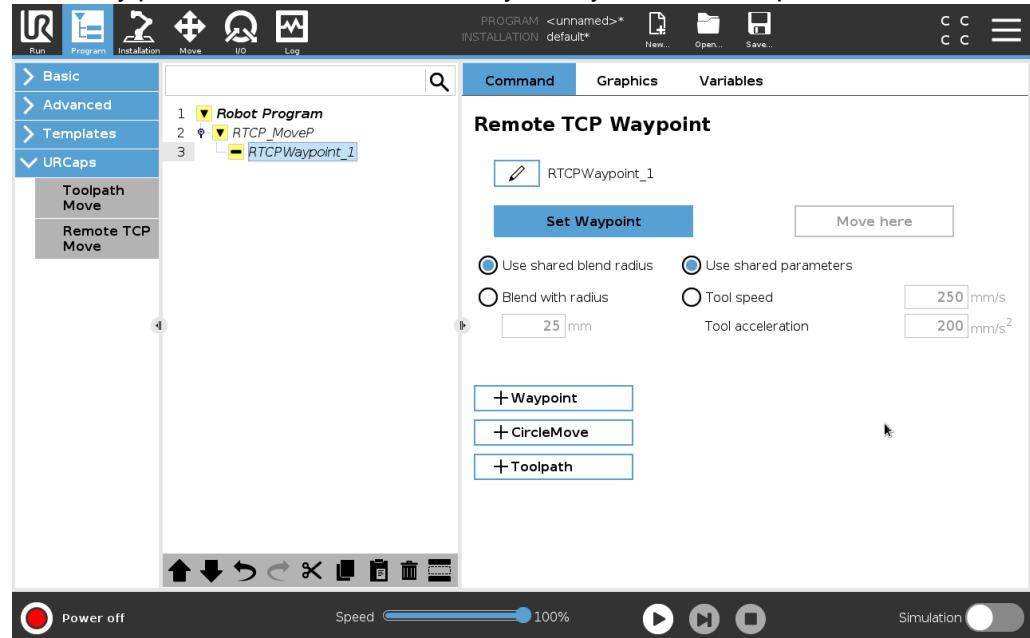 PROGRAM <unnamed>*
INSTALLATION default*
UR
Run
Program
Installation
Move
I/O
Log
New...
Open...
Save...
C C
C C
Basic
Advanced
Templates
URCaps
Toolpath
Move
Remote TCP
Move
1 Robot Program
2 RTCP_MoveP
3 RTCPWaypoint_1
Command Graphics Variables
Remote TCP Waypoint
RTCPWaypoint_1
Set Waypoint Move here
Use shared blend radius Use shared parameters
Blend with radius Tool speed 250 mm/s
25 mm Tool acceleration 200 mm/s²
+ Waypoint
+ CircleMove
+ Toolpath
Power off Speed 100% Simulation